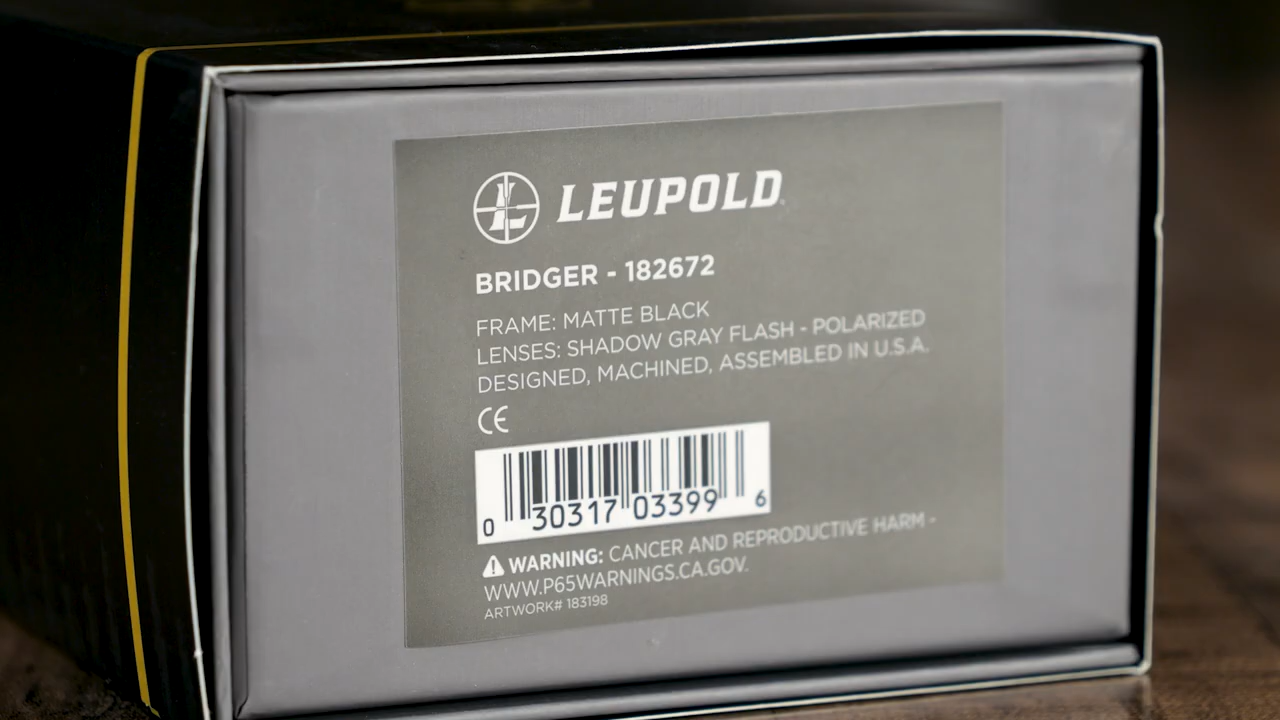 LEUPOLD
BRIDGER - 182672
FRAME: MATTE BLACK
LENSES: SHADOW GRAY FLASH - POLARIZED
DESIGNED, MACHINED, ASSEMBLED IN U.S.A.
CE
0 30317 03399 6
WARNING: CANCER AND REPRODUCTIVE HARM -
WWW.P65WARNINGS.CA.GOV.
ARTWORK# 183198